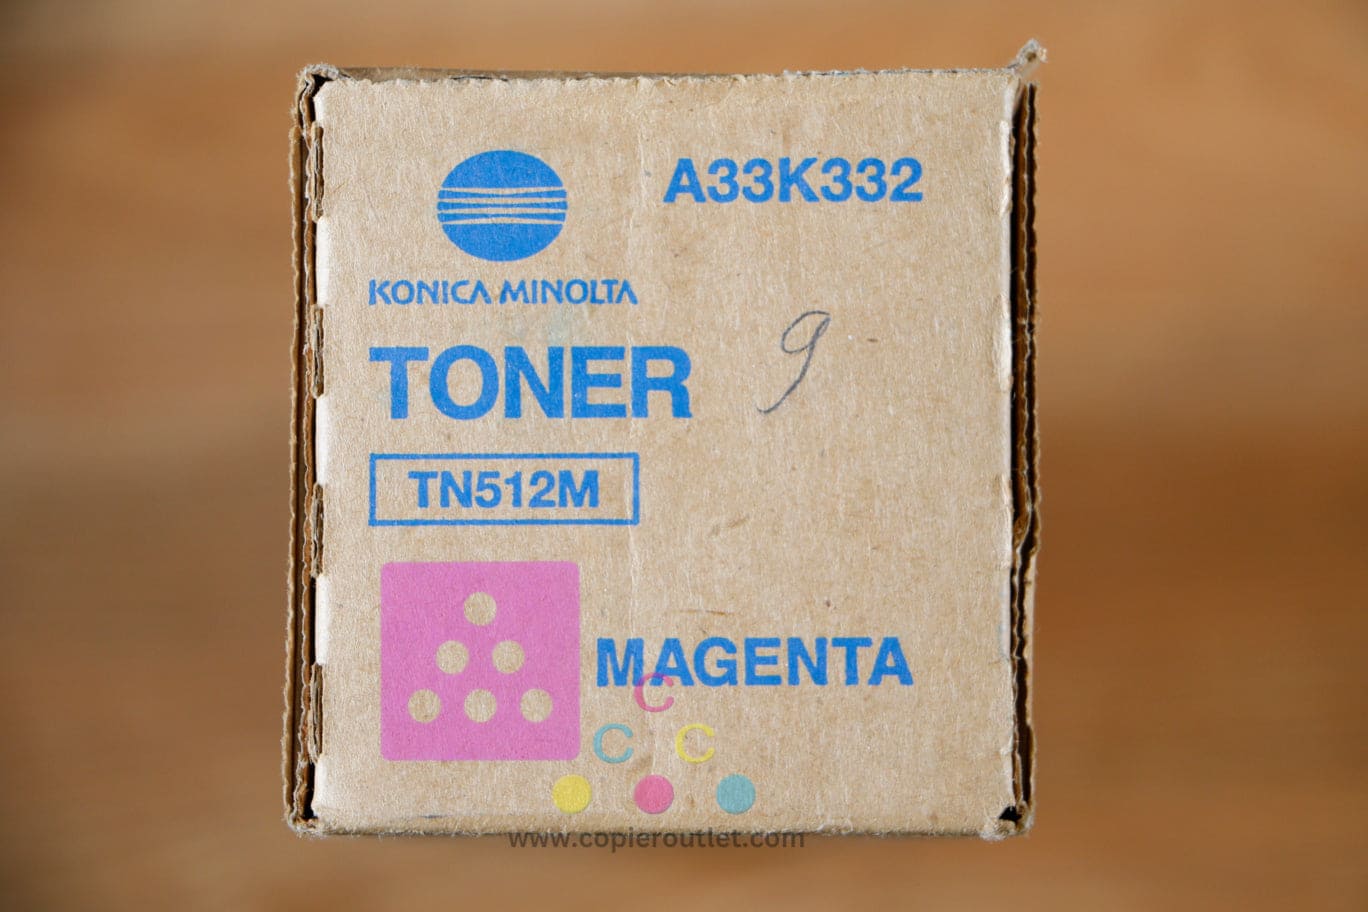 A33K332
KONICA MINOLTA
TONER
9
TN512M
MAGENTA
C
C C
www.copieroutlet.com